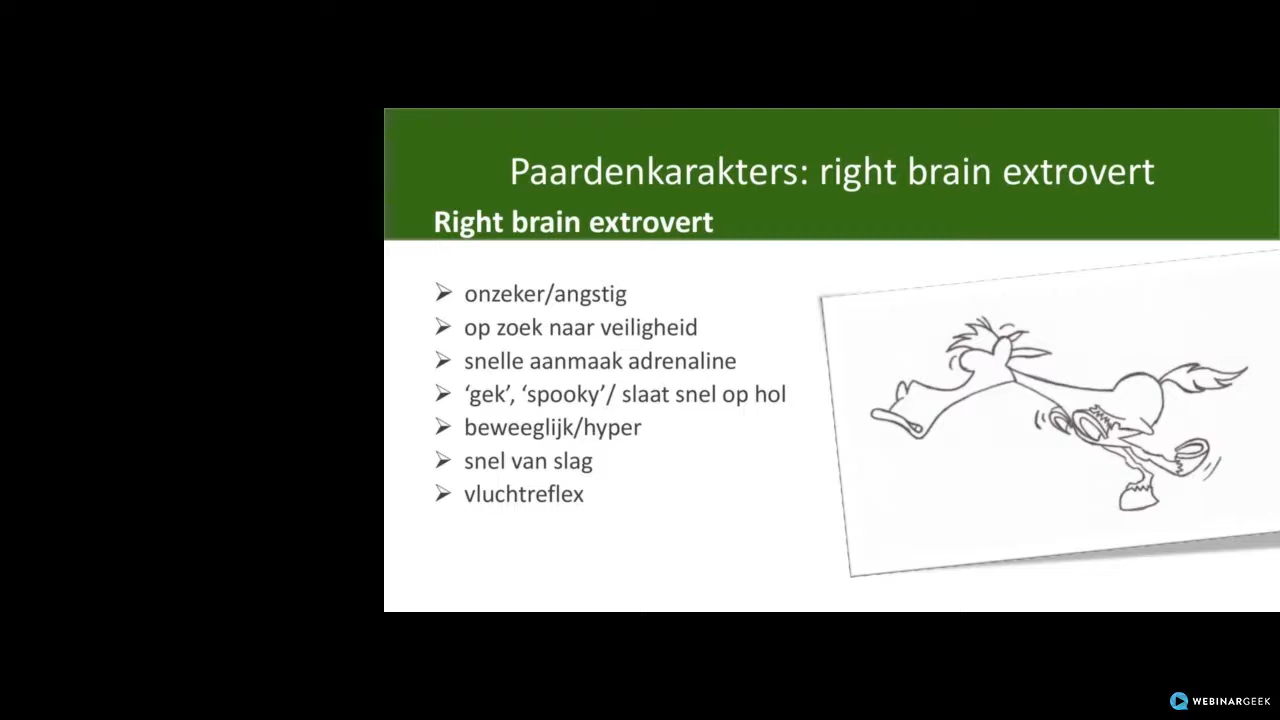 Paardenkarakters: right brain extrovert
Right brain extrovert
➢ onzeker/angstig
➢ op zoek naar veiligheid
➢ snelle aanmaak adrenaline
➢ ‘gek’, ‘spooky’/ slaat snel op hol
➢ beweeglijk/hyper
➢ snel van slag
➢ vluchtreflex
WEBINARGEEK